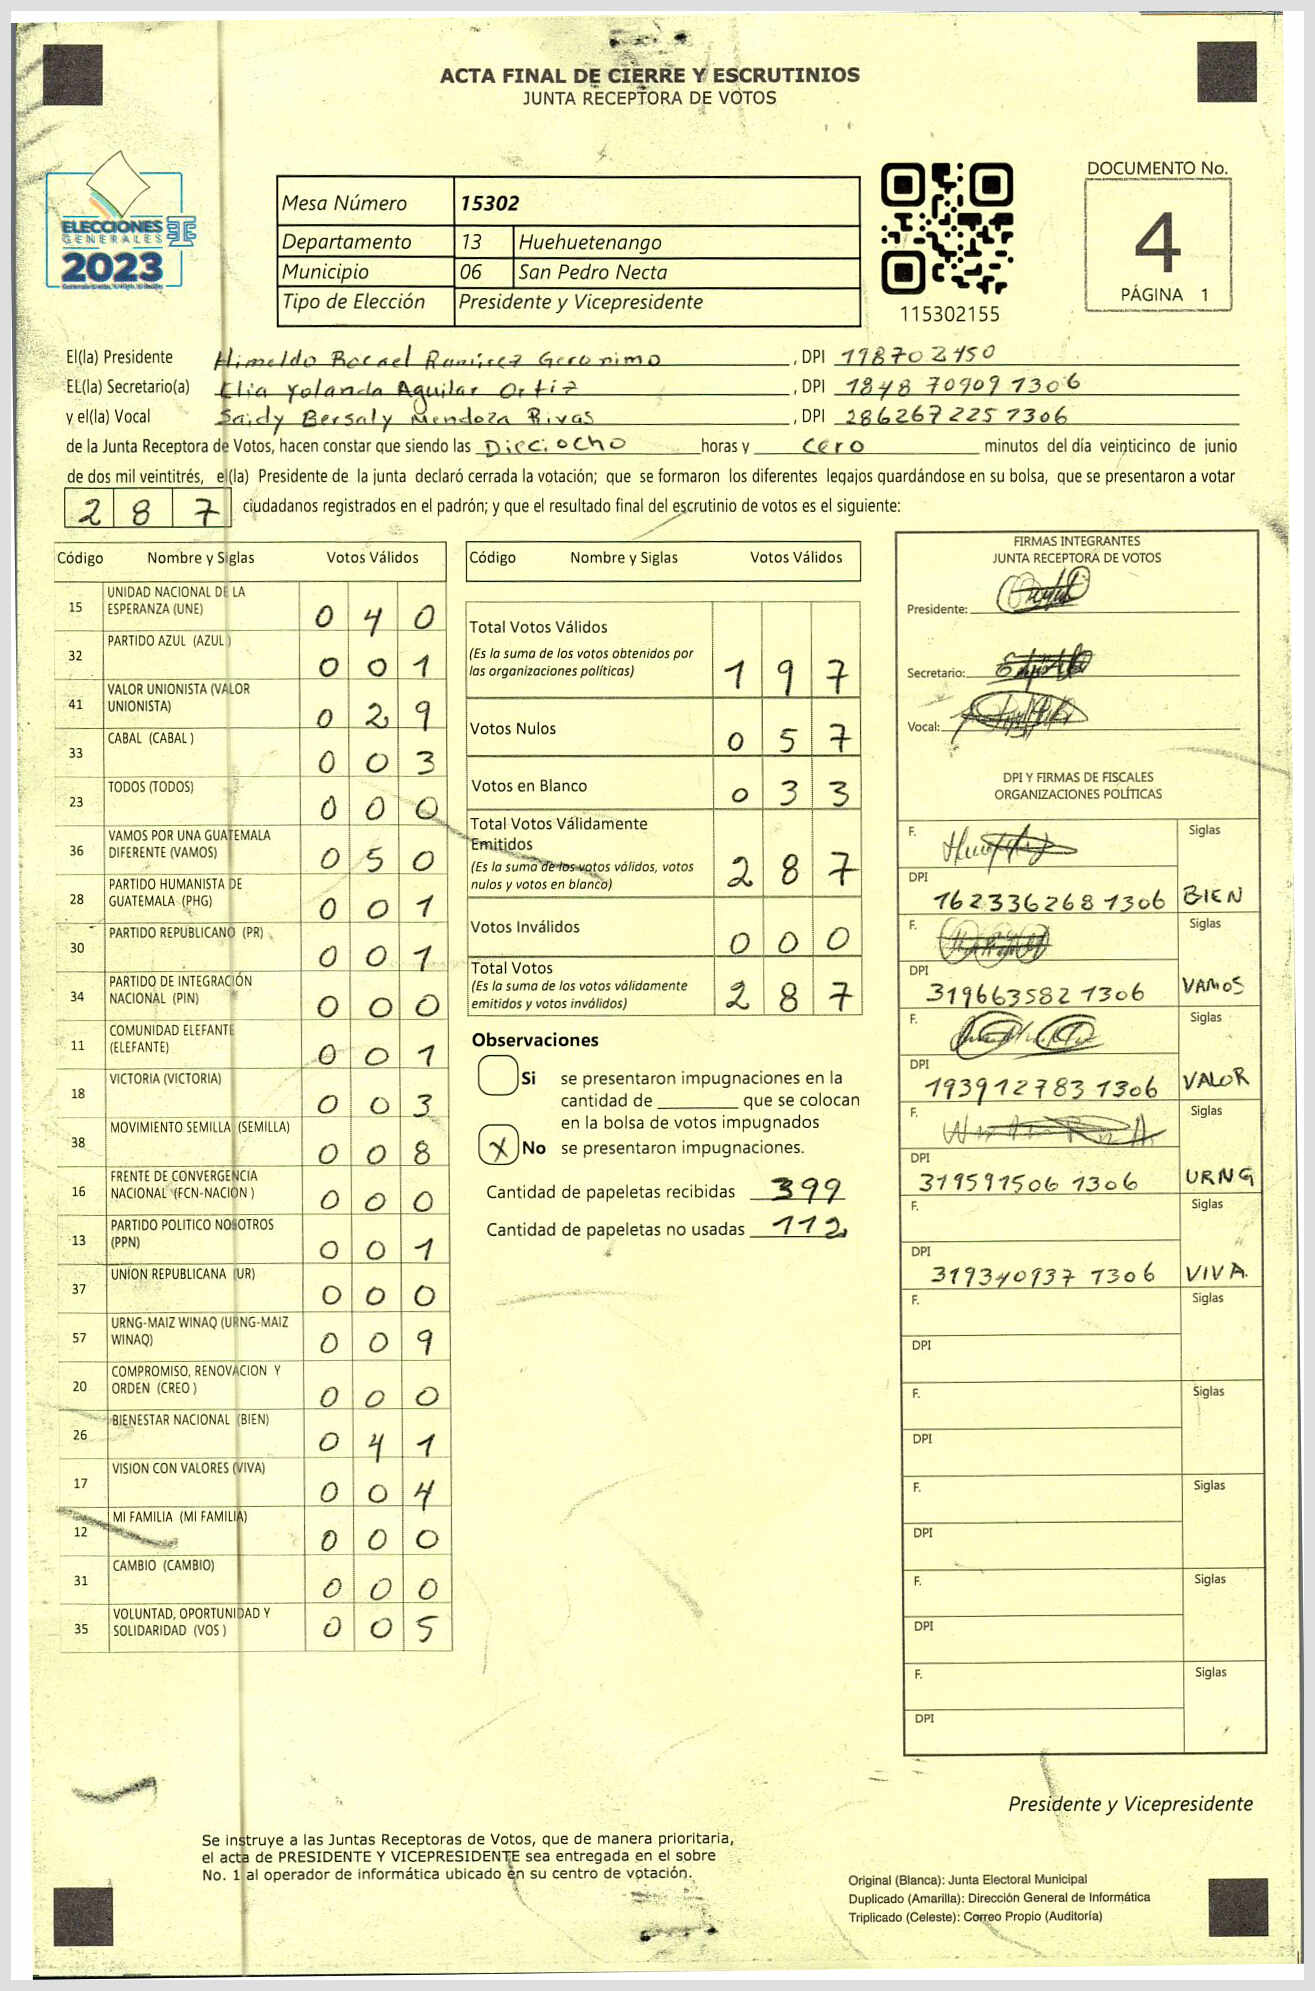 ACTA FINAL DE CIERRE Y ESCRUTINIOS
JUNTA RECEPTORA DE VOTOS
ELECCIONES
GENERALES
2023
Mesa Número 15302
Departamento 13 Huehuetenango
Municipio 06 San Pedro Necta
Tipo de Elección Presidente y Vicepresidente
115302155
DOCUMENTO No.
4
PÁGINA 1
El(la) Presidente Himeldo Ramirez Geronimo , DPI 198702450
EL(la) Secretario(a) Elia Yolanda Aguilar Ortiz , DPI 1848 70909 1306
y el(la) Vocal Saidy Bersaly Mendoza Rivas , DPI 286267225 1306
de la Junta Receptora de Votos, hacen constar que siendo las Dieciocho horas y cero minutos del día veinticinco de junio
de dos mil veintitrés, el(la) Presidente de la junta declaró cerrada la votación; que se formaron los diferentes legajos guardándose en su bolsa, que se presentaron a votar
287 ciudadanos registrados en el padrón; y que el resultado final del escrutinio de votos es el siguiente:
Código Nombre y Siglas Votos Válidos
15 UNIDAD NACIONAL DE LA ESPERANZA (UNE) 0 4 0
32 PARTIDO AZUL (AZUL ) 0 0 1
41 VALOR UNIONISTA (VALOR UNIONISTA) 0 2 9
33 CABAL (CABAL ) 0 0 3
23 TODOS (TODOS) 0 0 0
36 VAMOS POR UNA GUATEMALA DIFERENTE (VAMOS) 0 5 0
28 PARTIDO HUMANISTA DE GUATEMALA (PHG) 0 0 1
30 PARTIDO REPUBLICANO (PR) 0 0 1
34 PARTIDO DE INTEGRACIÓN NACIONAL (PIN) 0 0 0
11 COMUNIDAD ELEFANTE (ELEFANTE) 0 0 1
18 VICTORIA (VICTORIA) 0 0 3
38 MOVIMIENTO SEMILLA (SEMILLA) 0 0 8
16 FRENTE DE CONVERGENCIA NACIONAL (FCN-NACION ) 0 0 0
13 PARTIDO POLITICO NOSOTROS (PPN) 0 0 1
37 UNION REPUBLICANA (UR) 0 0 0
57 URNG-MAIZ WINAQ (URNG-MAIZ WINAQ) 0 0 9
20 COMPROMISO, RENOVACION Y ORDEN (CREO ) 0 0 0
26 BIENESTAR NACIONAL (BIEN) 0 4 1
17 VISION CON VALORES (VIVA) 0 0 4
12 MI FAMILIA (MI FAMILIA) 0 0 0
31 CAMBIO (CAMBIO) 0 0 0
35 VOLUNTAD, OPORTUNIDAD Y SOLIDARIDAD (VOS ) 0 0 5
Código Nombre y Siglas Votos Válidos
Total Votos Válidos 1 9 7
(Es la suma de los votos obtenidos por
las organizaciones políticas)
Votos Nulos 0 5 7
Votos en Blanco 0 3 3
Total Votos Válidamente
Emitidos 2 8 7
(Es la suma de los votos válidos, votos
nulos y votos en blanco)
Votos Inválidos 0 0 0
Total Votos 2 8 7
(Es la suma de los votos válidamente
emitidos y votos inválidos)
Observaciones
Si se presentaron impugnaciones en la
cantidad de ________ que se colocan
en la bolsa de votos impugnados
X No se presentaron impugnaciones.
Cantidad de papeletas recibidas 399
Cantidad de papeletas no usadas 112
FIRMAS INTEGRANTES
JUNTA RECEPTORA DE VOTOS
Presidente:
Secretario:
Vocal:
DPI Y FIRMAS DE FISCALES
ORGANIZACIONES POLÍTICAS
F. Siglas
DPI 162336268 1306 BIEN
F. Siglas
DPI 319663582 1306 VAMOS
F. Siglas
DPI 193912783 1306 VALOR
F. Siglas
DPI 319591506 1306 URNG
F. Siglas
DPI 319340937 1306 VIVA
F. Siglas
DPI
F. Siglas
DPI
F. Siglas
DPI
F. Siglas
DPI
F. Siglas
DPI
Presidente y Vicepresidente
Se instruye a las Juntas Receptoras de Votos, que de manera prioritaria,
el acta de PRESIDENTE Y VICEPRESIDENTE sea entregada en el sobre
No. 1 al operador de informática ubicado en su centro de votación.
Original (Blanca): Junta Electoral Municipal
Duplicado (Amarilla): Dirección General de Informática
Triplicado (Celeste): Correo Propio (Auditoría)